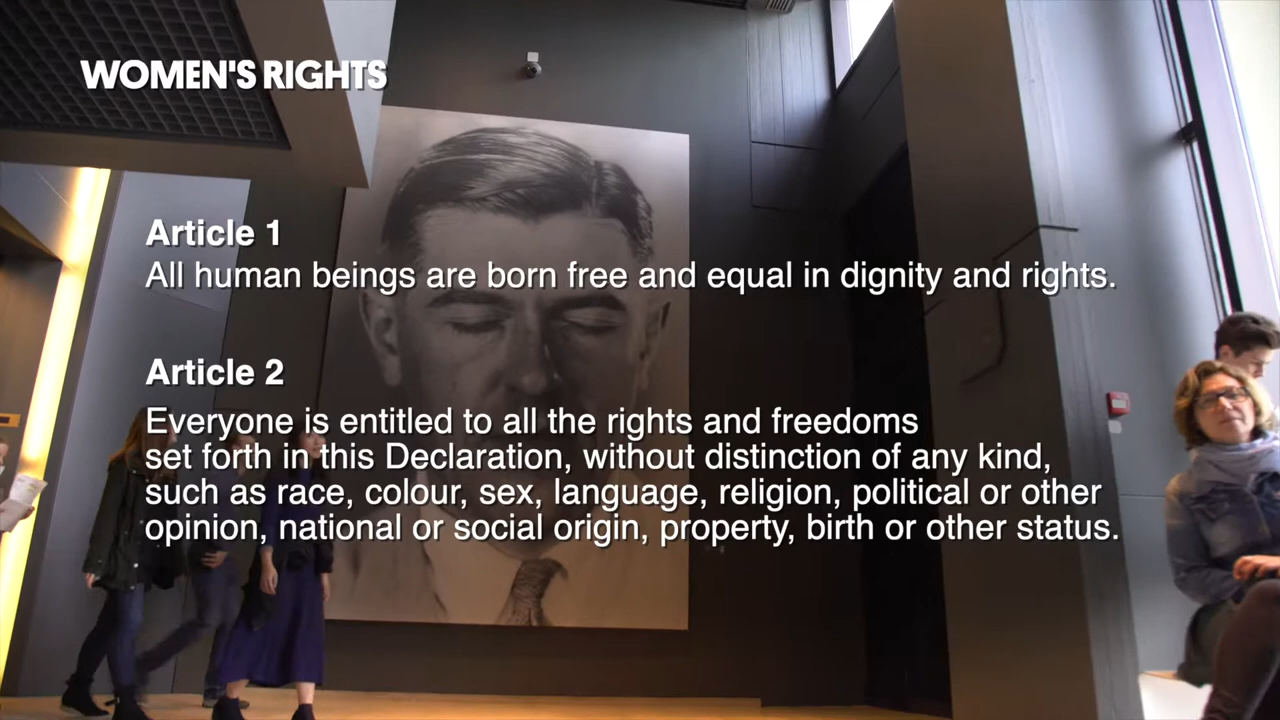 WOMEN'S RIGHTS
Article 1
All human beings are born free and equal in dignity and rights.
Article 2
Everyone is entitled to all the rights and freedoms
set forth in this Declaration, without distinction of any kind,
such as race, colour, sex, language, religion, political or other
opinion, national or social origin, property, birth or other status.